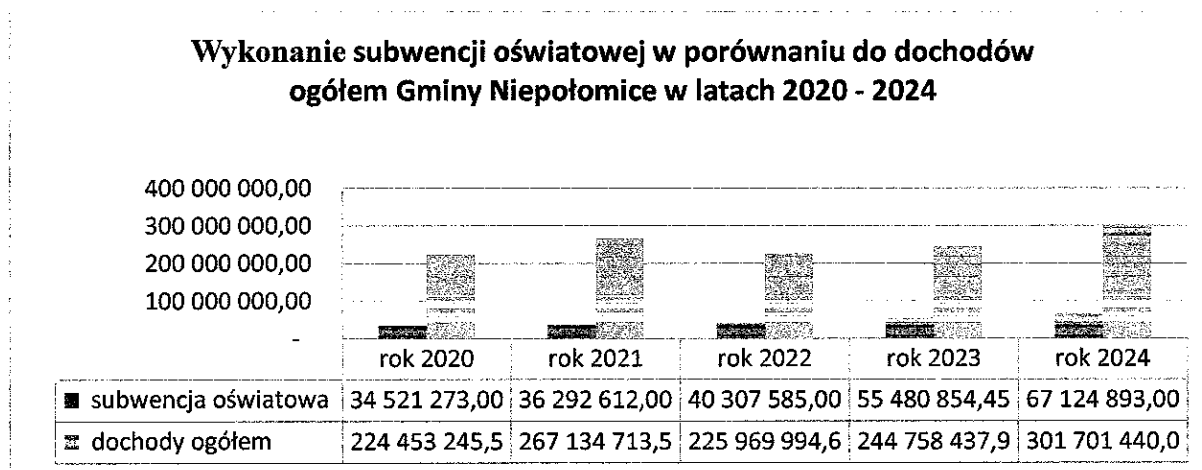 Wykonanie subwencji oświatowej w porównaniu do dochodów
ogółem Gminy Niepołomice w latach 2020 - 2024
400 000 000,00
300 000 000,00
200 000 000,00
100 000 000,00
-
rok 2020 rok 2021 rok 2022 rok 2023 rok 2024
subwencja oświatowa 34 521 273,00 36 292 612,00 40 307 585,00 55 480 854,45 67 124 893,00
dochody ogółem 224 453 245,5 267 134 713,5 225 969 994,6 244 758 437,9 301 701 440,0